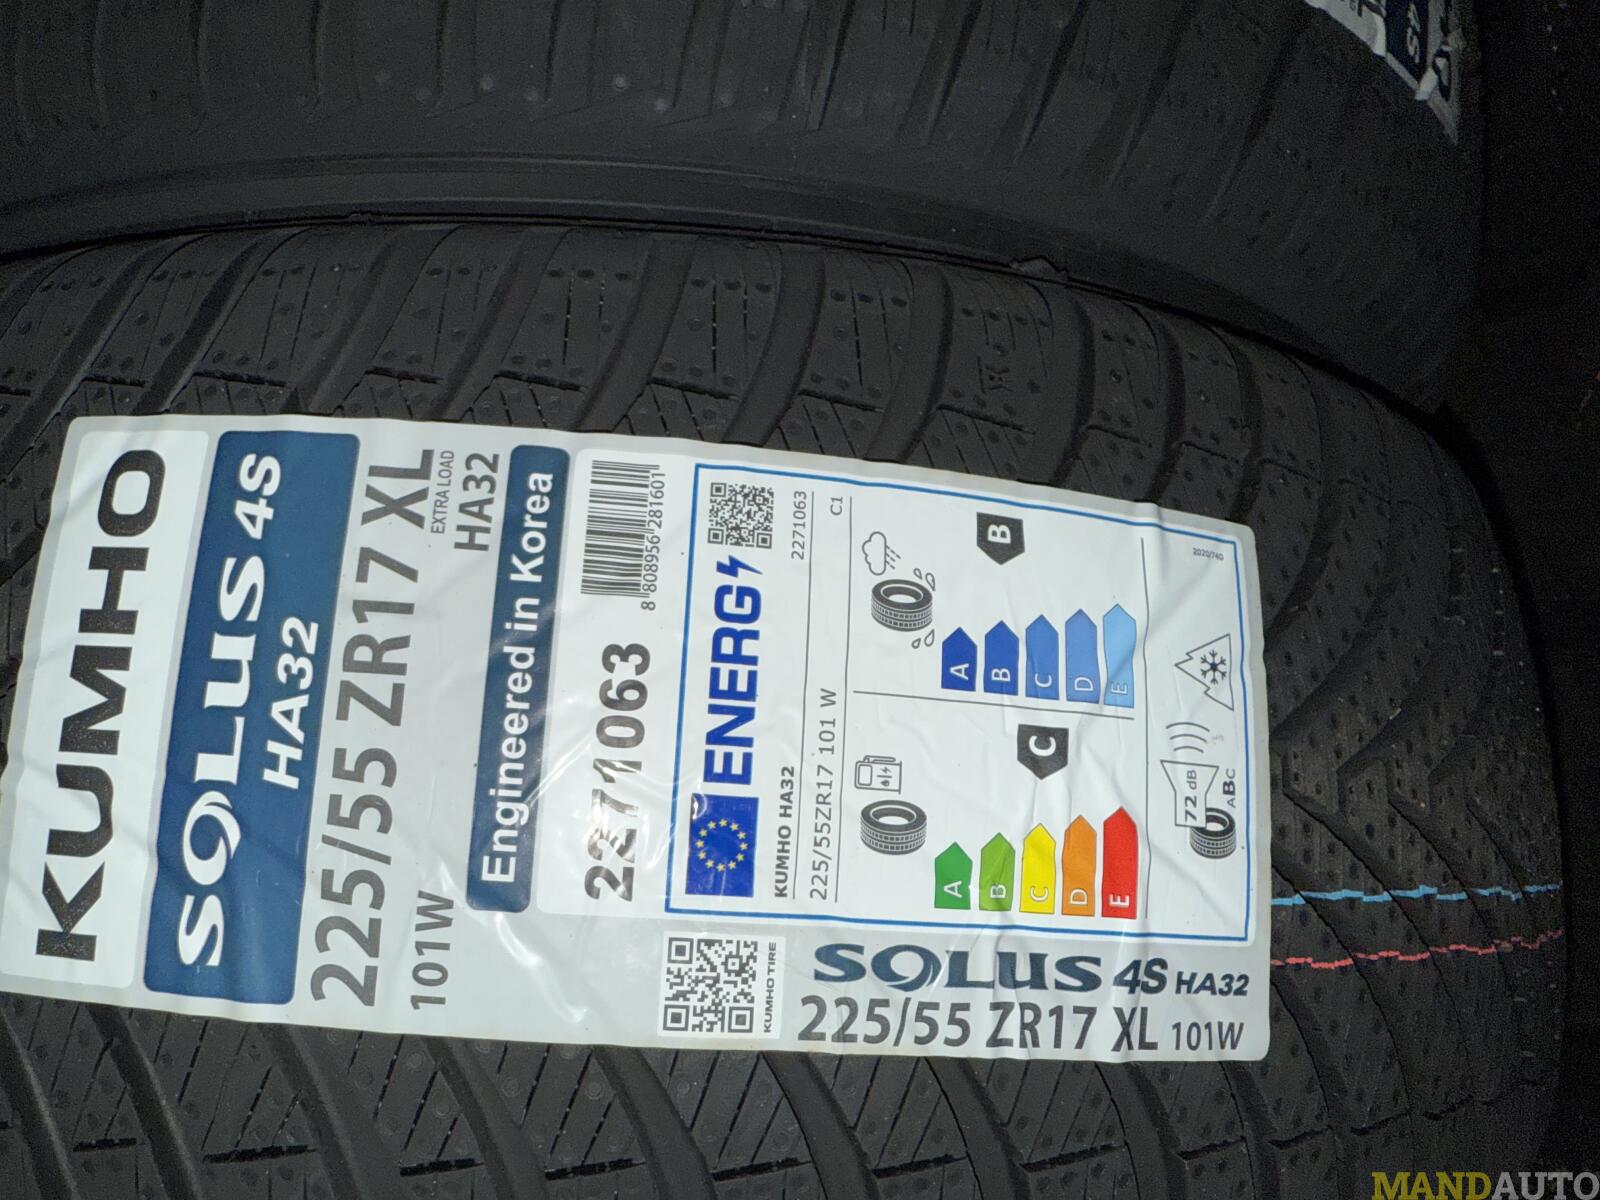 KUMHO
SOLUS 4S
HA32
225/55 ZR17 XL
EXTRA LOAD
101W
HA32
Engineered in Korea
2271063
8 808956 281601
ENERG
KUMHO HA32
2271063
225/55ZR17 101 W
C1
A
B
C
D
E
C
A
B
C
D
E
B
72 dB
ABC
2020/740
KUMHO TIRE
SOLUS 4S HA32
225/55 ZR17 XL 101W
4S
MANDAUTO